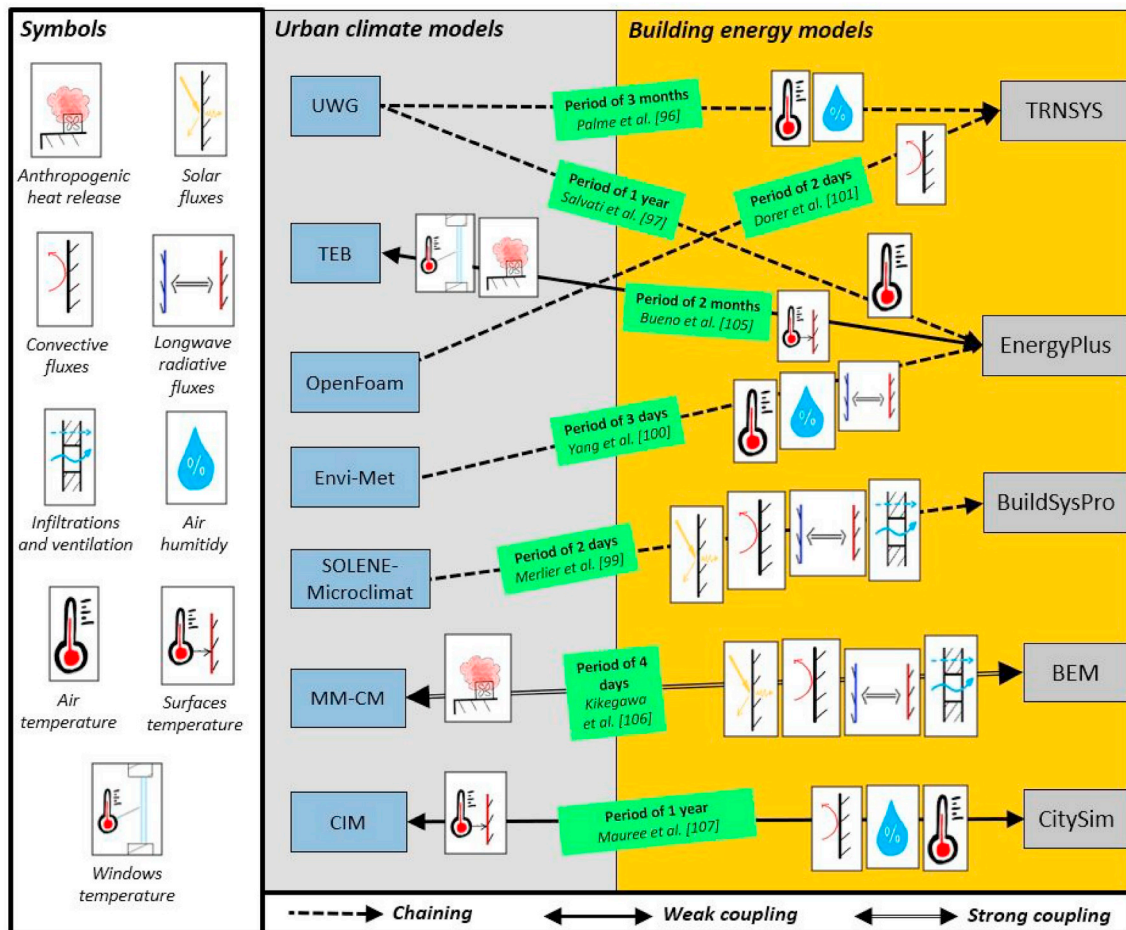 Symbols
Anthropogenic
heat release
Solar
fluxes
Convective
fluxes
Longwave
radiative
fluxes
Infiltrations
and ventilation
%
Air
humitidy
Air
temperature
Surfaces
temperature
Windows
temperature
Urban climate models
Building energy models
UWG
Period of 3 months
Palme et al. [96]
%
TRNSYS
Period of 1 year
Salvati et al. [97]
Period of 2 days
Dorer et al. [101]
TEB
Period of 2 months
Bueno et al. [105]
EnergyPlus
OpenFoam
Period of 3 days
Yang et al. [100]
%
Envi-Met
BuildSysPro
Period of 2 days
Merlier et al. [99]
SOLENE-
Microclimat
MM-CM
Period of 4
days
Kikegawa
et al. [106]
BEM
CIM
Period of 1 year
Mauree et al. [107]
%
CitySim
Chaining
Weak coupling
Strong coupling